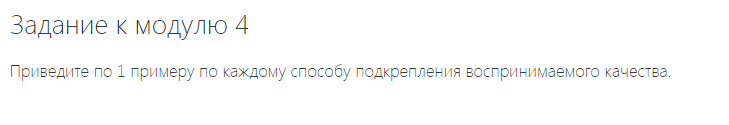 Задание к модулю 4
Приведите по 1 примеру по каждому способу подкрепления воспринимаемого качества.